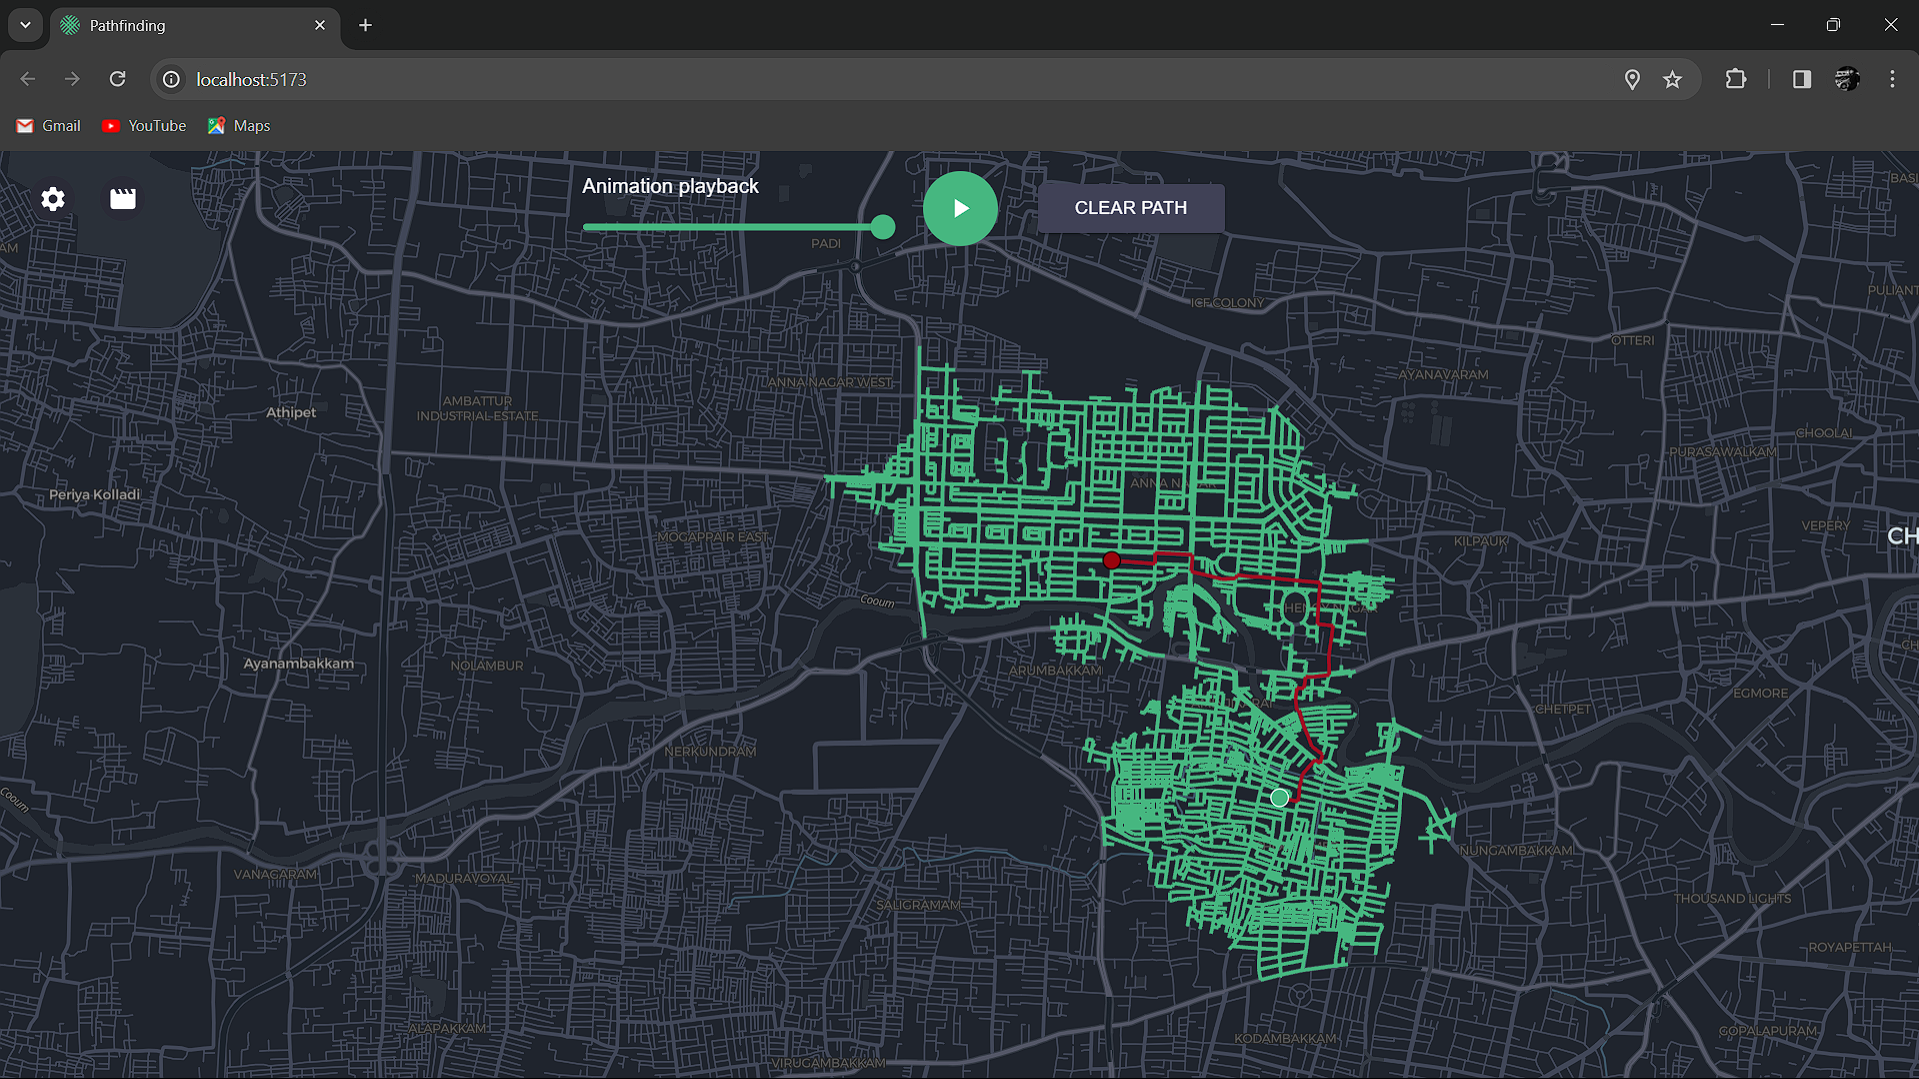 Pathfinding
localhost:5173
Gmail
YouTube
Maps
Animation playback
CLEAR PATH
PADI
ICF COLONY
PULIANT
OTTERI
ANNA NAGAR WEST
AYANAVARAM
AMBATTUR
INDUSTRIAL ESTATE
Athipet
CHOOLAI
PURASAWALKAM
Periya Kolladi
ANNA NAGAR
VEPERY
MOGAPPAIR EAST
KILPAUK
CH
Cooum
SHENOY NAGAR
Ayanambakkam
NOLAMBUR
ARUMBAKKAM
EGMORE
CHETPET
NERKUNDRAM
Cooum
NUNGAMBAKKAM
VANAGARAM
MADURAVOYAL
THOUSAND LIGHTS
SALIGRAMAM
ROYAPETTAH
ALAPAKKAM
GOPALAPURAM
KODAMBAKKAM
VIRUGAMBAKKAM